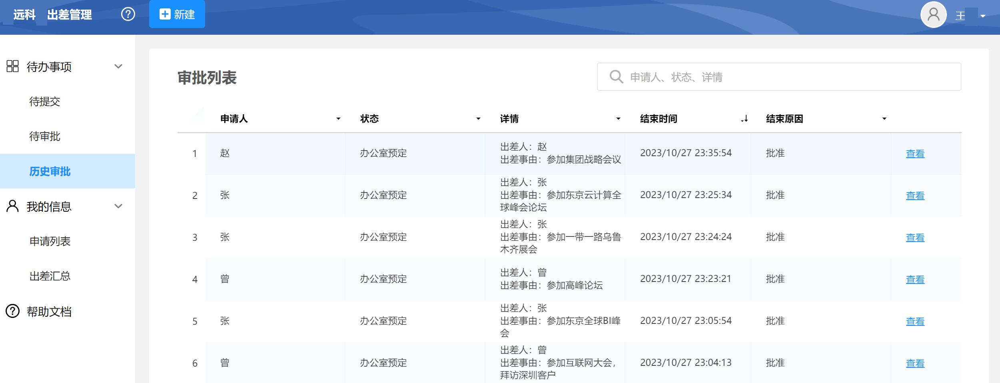 远科 出差管理
新建
王
待办事项
待提交
待审批
历史审批
我的信息
申请列表
出差汇总
帮助文档
审批列表
申请人、状态、详情
申请人 状态 详情 结束时间 结束原因
1 赵 办公室预定 出差人：赵 2023/10/27 23:35:54 批准 查看
出差事由：参加集团战略会议
2 张 办公室预定 出差人：张 2023/10/27 23:25:34 批准 查看
出差事由：参加东京云计算全
球峰会论坛
3 张 办公室预定 出差人：张 2023/10/27 23:24:24 批准 查看
出差事由：参加一带一路乌鲁
木齐展会
4 曾 办公室预定 出差人：曾 2023/10/27 23:23:21 批准 查看
出差事由：参加高峰论坛
5 张 办公室预定 出差人：张 2023/10/27 23:05:54 批准 查看
出差事由：参加东京全球BI峰
会
6 曾 办公室预定 出差人：曾 2023/10/27 23:04:13 批准 查看
出差事由：参加互联网大会，
拜访深圳客户